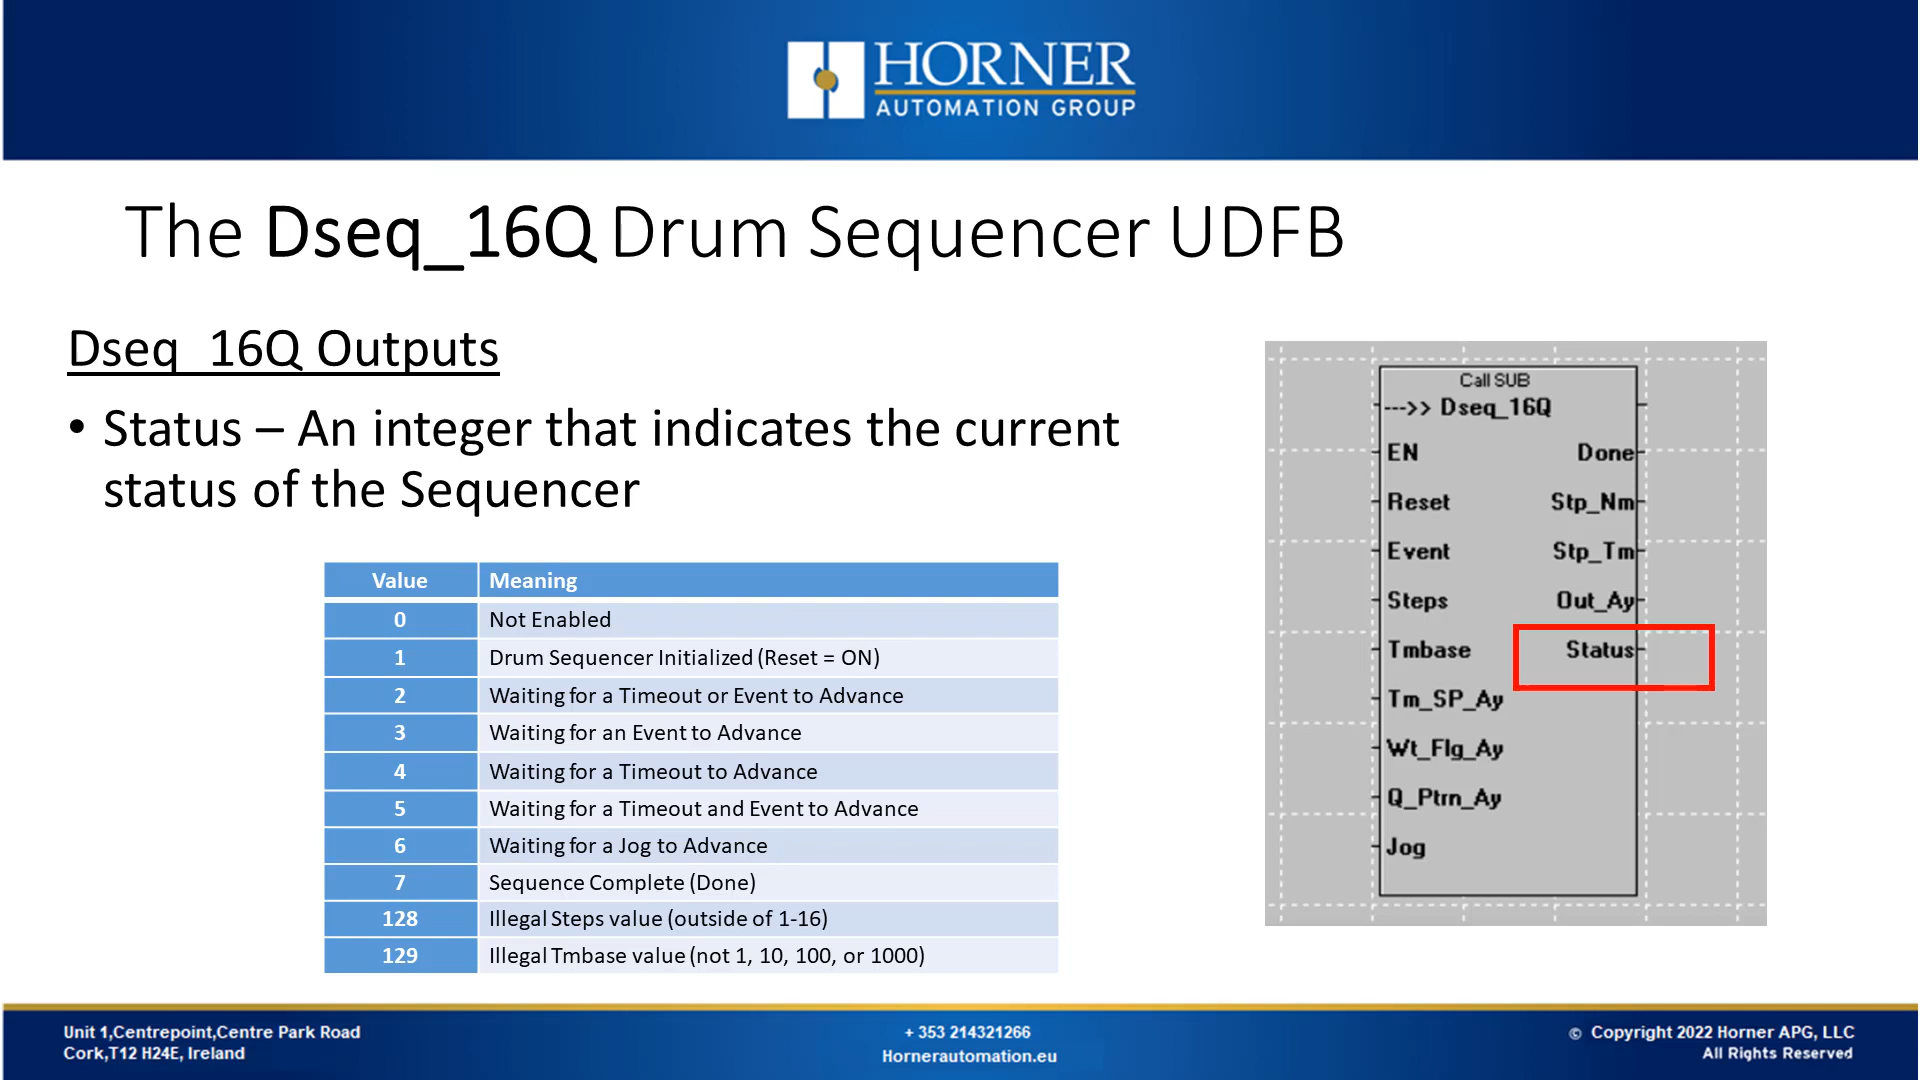 HORNER
AUTOMATION GROUP
The Dseq_16Q Drum Sequencer UDFB
Dseq_16Q Outputs
• Status – An integer that indicates the current
status of the Sequencer
Value Meaning
0 Not Enabled
1 Drum Sequencer Initialized (Reset = ON)
2 Waiting for a Timeout or Event to Advance
3 Waiting for an Event to Advance
4 Waiting for a Timeout to Advance
5 Waiting for a Timeout and Event to Advance
6 Waiting for a Jog to Advance
7 Sequence Complete (Done)
128 Illegal Steps value (outside of 1-16)
129 Illegal Tmbase value (not 1, 10, 100, or 1000)
Call SUB
--->> Dseq_16Q
EN Done
Reset Stp_Nm
Event Stp_Tm
Steps Out_Ay
Tmbase Status
Tm_SP_Ay
Wt_Flg_Ay
Q_Ptrn_Ay
Jog
Unit 1,Centrepoint,Centre Park Road
Cork,T12 H24E, Ireland
+ 353 214321266
Hornerautomation.eu
© Copyright 2022 Horner APG, LLC
All Rights Reserved